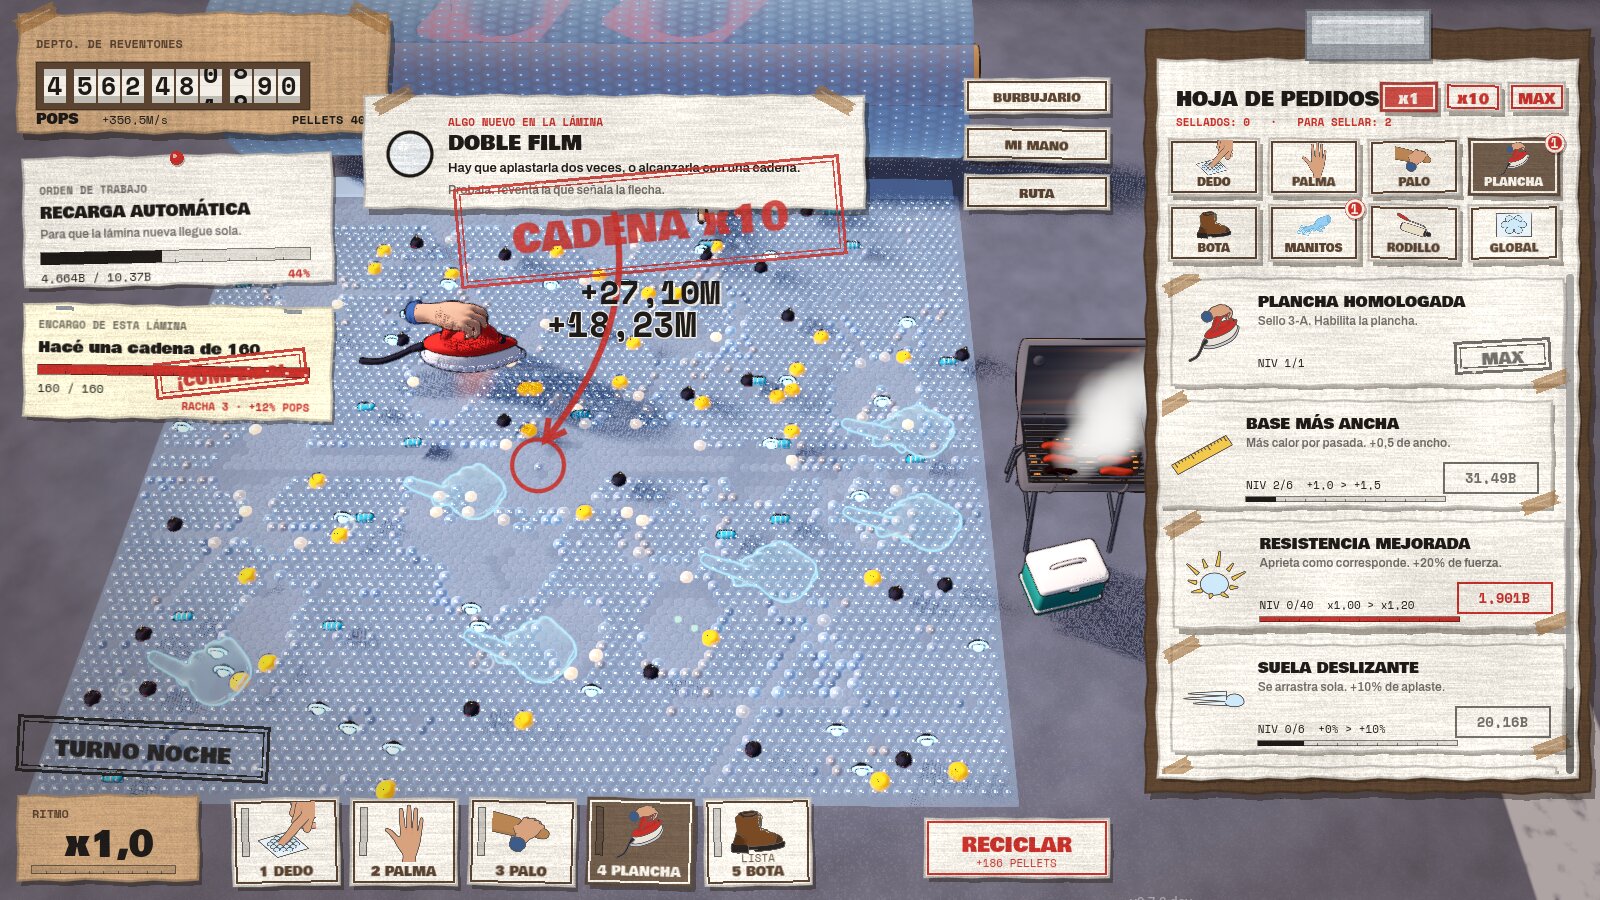 DEPTO. DE REVENTONES
POPS
+356,5M/s
PELLETS 40
ORDEN DE TRABAJO
RECARGA AUTOMÁTICA
Para que la lámina nueva llegue sola.
4,664B / 10,37B
44%
ENCARGO DE ESTA LÁMINA
Hacé una cadena de 160
160 / 160
RACHA 3 · +12% POPS
ALGO NUEVO EN LA LÁMINA
DOBLE FILM
Hay que aplastarla dos veces, o alcanzarla con una cadena.
Probala: reventá la que señala la flecha.
CADENA x10
+27,10M
+18,23M
BURBUJARIO
MI MANO
RUTA
HOJA DE PEDIDOS
x1
x10
MAX
SELLADOS: 0 · PARA SELLAR: 2
DEDO
PALMA
PALO
PLANCHA
1
BOTA
MANITOS
1
RODILLO
GLOBAL
PLANCHA HOMOLOGADA
Sello 3-A. Habilita la plancha.
NIV 1/1
MAX
BASE MÁS ANCHA
Más calor por pasada. +0,5 de ancho.
NIV 2/6 +1.0 > +1.5
31,49B
RESISTENCIA MEJORADA
Aprieta como corresponde. +20% de fuerza.
NIV 0/40 x1,00 > x1,20
1,901B
SUELA DESLIZANTE
Se arrastra sola. +10% de aplaste.
NIV 0/6 +0% > +10%
20,16B
TURNO NOCHE
RITMO
x1,0
1 DEDO
2 PALMA
3 PALO
4 PLANCHA
LISTA
5 BOTA
RECICLAR
+186 PELLETS